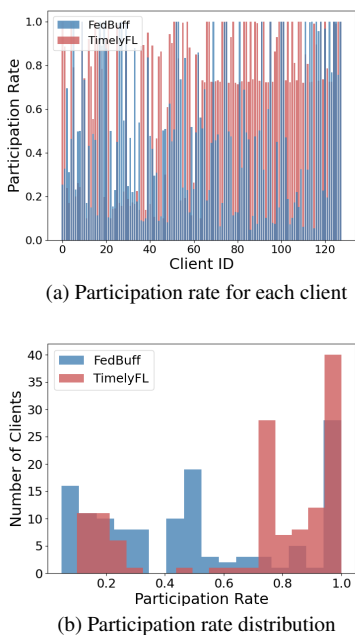 1.0
0.8
0.6
0.4
0.2
0.0
Participation Rate
FedBuff
TimelyFL
0 20 40 60 80 100 120
Client ID
(a) Participation rate for each client
40
35
30
25
20
15
10
5
0
Number of Clients
FedBuff
TimelyFL
0.2 0.4 0.6 0.8 1.0
Participation Rate
(b) Participation rate distribution